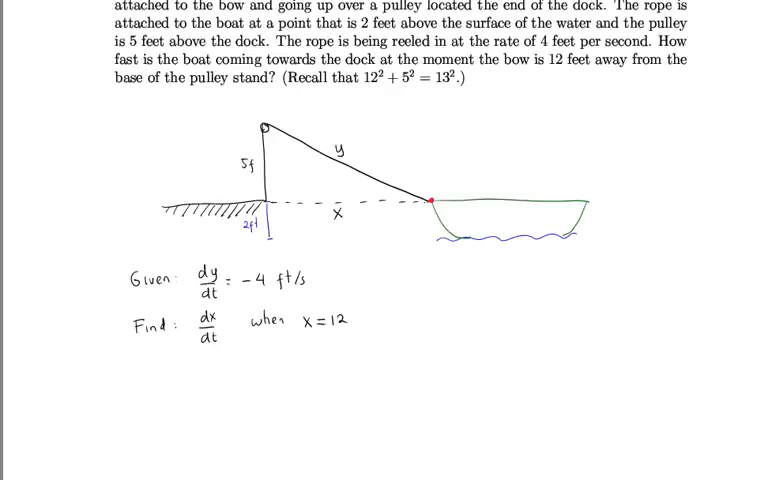 attached to the bow and going up over a pulley located the end of the dock. The rope is
attached to the boat at a point that is 2 feet above the surface of the water and the pulley
is 5 feet above the dock. The rope is being reeled in at the rate of 4 feet per second. How
fast is the boat coming towards the dock at the moment the bow is 12 feet away from the
base of the pulley stand? (Recall that 12² + 5² = 13².)
y
5f
x
2ft
Given: dy/dt = -4 ft/s
Find: dx/dt when x=12